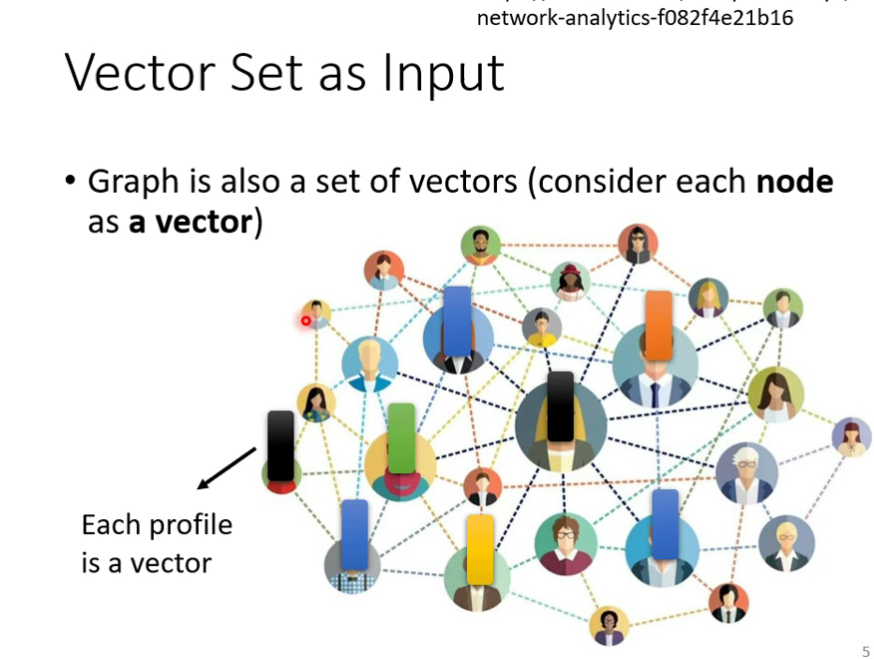 network-analytics-f082f4e21b16
Vector Set as Input
• Graph is also a set of vectors (consider each node
as a vector)
Each profile
is a vector
5